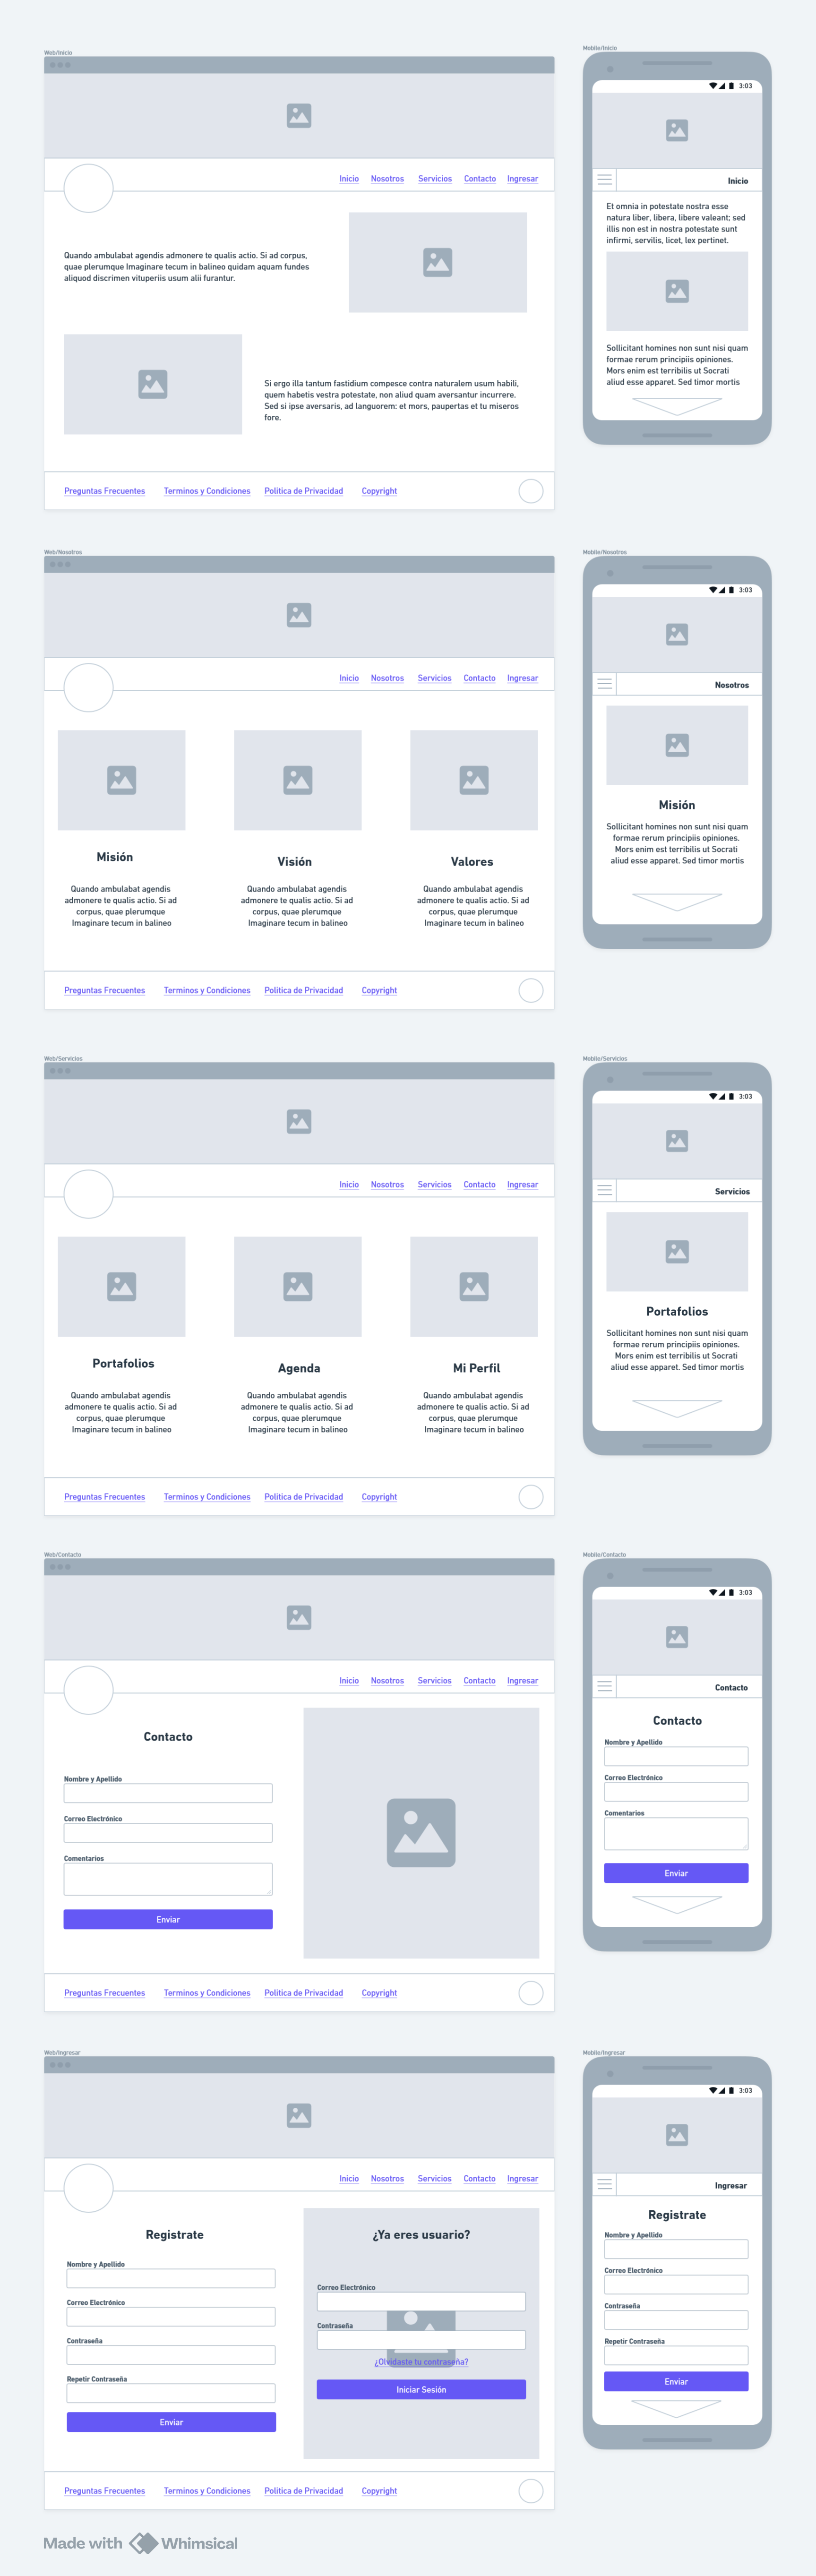 Web/Inicio
Inicio Nosotros Servicios Contacto Ingresar
Quando ambulabat agendis admonere te qualis actio. Si ad corpus,
quae plerumque Imaginare tecum in balineo quidam aquam fundes
aliquod discrimen vituperiis usum alii furantur.
Si ergo illa tantum fastidium compesce contra naturalem usum habili,
quem habetis vestra potestate, non aliud quam aversantur incurrere.
Sed si ipse aversaris, ad languorem: et mors, paupertas et tu miseros
fore.
Preguntas Frecuentes Terminos y Condiciones Politica de Privacidad Copyright
Mobile/Inicio
3:03
Inicio
Et omnia in potestate nostra esse
natura liber, libera, libere valeant; sed
illis non est in nostra potestate sunt
infirmi, servilis, licet, lex pertinet.
Sollicitant homines non sunt nisi quam
formae rerum principiis opiniones.
Mors enim est terribilis ut Socrati
aliud esse apparet. Sed timor mortis
Web/Nosotros
Inicio Nosotros Servicios Contacto Ingresar
Misión
Quando ambulabat agendis
admonere te qualis actio. Si ad
corpus, quae plerumque
Imaginare tecum in balineo
Visión
Quando ambulabat agendis
admonere te qualis actio. Si ad
corpus, quae plerumque
Imaginare tecum in balineo
Valores
Quando ambulabat agendis
admonere te qualis actio. Si ad
corpus, quae plerumque
Imaginare tecum in balineo
Preguntas Frecuentes Terminos y Condiciones Politica de Privacidad Copyright
Mobile/Nosotros
3:03
Nosotros
Misión
Sollicitant homines non sunt nisi quam
formae rerum principiis opiniones.
Mors enim est terribilis ut Socrati
aliud esse apparet. Sed timor mortis
Web/Servicios
Inicio Nosotros Servicios Contacto Ingresar
Portafolios
Quando ambulabat agendis
admonere te qualis actio. Si ad
corpus, quae plerumque
Imaginare tecum in balineo
Agenda
Quando ambulabat agendis
admonere te qualis actio. Si ad
corpus, quae plerumque
Imaginare tecum in balineo
Mi Perfil
Quando ambulabat agendis
admonere te qualis actio. Si ad
corpus, quae plerumque
Imaginare tecum in balineo
Preguntas Frecuentes Terminos y Condiciones Politica de Privacidad Copyright
Mobile/Servicios
3:03
Servicios
Portafolios
Sollicitant homines non sunt nisi quam
formae rerum principiis opiniones.
Mors enim est terribilis ut Socrati
aliud esse apparet. Sed timor mortis
Web/Contacto
Inicio Nosotros Servicios Contacto Ingresar
Contacto
Nombre y Apellido
Correo Electrónico
Comentarios
Enviar
Preguntas Frecuentes Terminos y Condiciones Politica de Privacidad Copyright
Mobile/Contacto
3:03
Contacto
Contacto
Nombre y Apellido
Correo Electrónico
Comentarios
Enviar
Web/Ingresar
Inicio Nosotros Servicios Contacto Ingresar
Registrate
Nombre y Apellido
Correo Electrónico
Contraseña
Repetir Contraseña
Enviar
¿Ya eres usuario?
Correo Electrónico
Contraseña
¿Olvidaste tu contraseña?
Iniciar Sesión
Preguntas Frecuentes Terminos y Condiciones Politica de Privacidad Copyright
Mobile/Ingresar
3:03
Ingresar
Registrate
Nombre y Apellido
Correo Electrónico
Contraseña
Repetir Contraseña
Enviar
Made with Whimsical